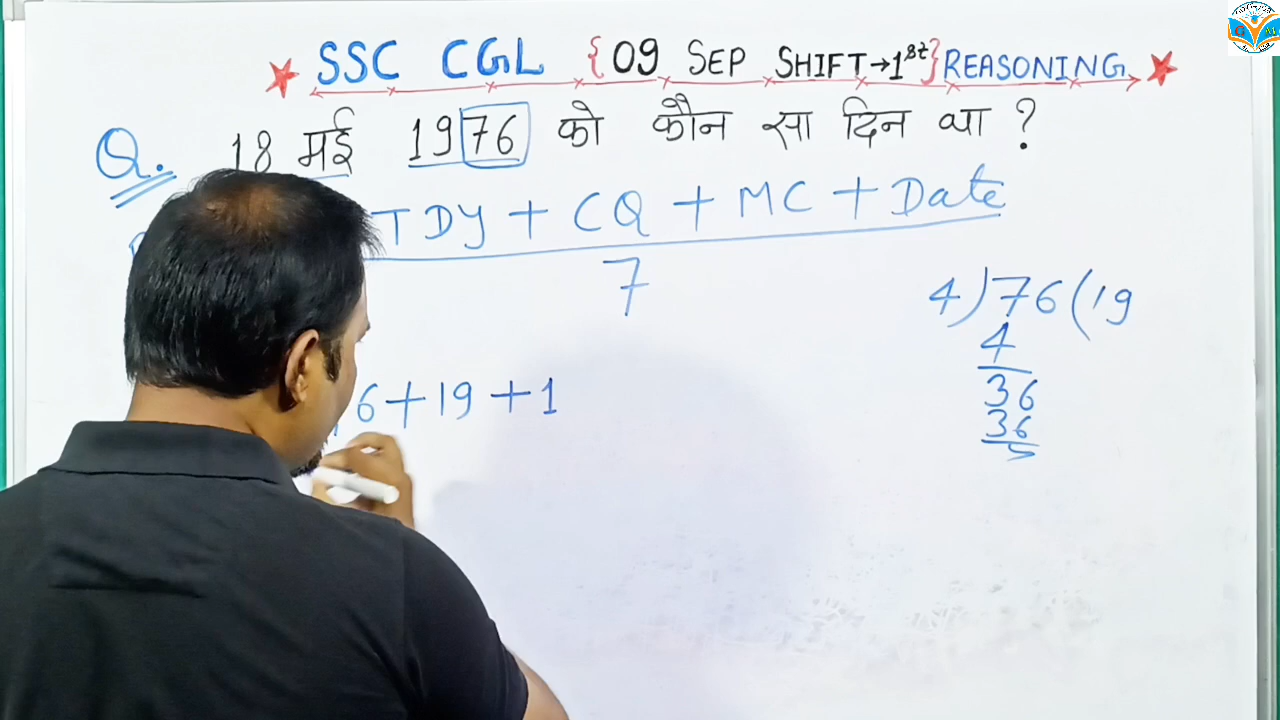 SSC CGL {09 SEP SHIFT→1st} REASONING
Q. 18 मई 1976 को कौन सा दिन था ?
TDY + CQ + MC + Date
7
4)76(19
4
36
36
6+19+1